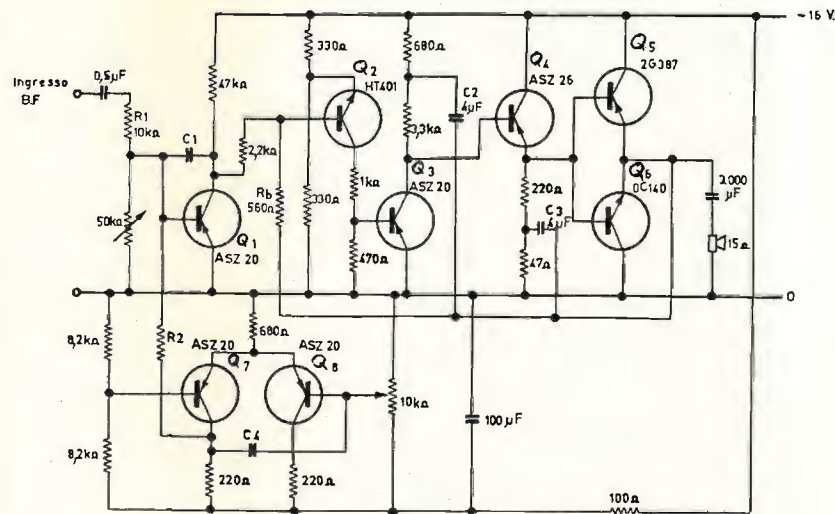 – 16 V.
330Ω
680Ω
Q4
ASZ 26
Q5
2G387
Ingresso
B.F
0,5µF
47kΩ
Q2
HT401
C2
4µF
R1
10kΩ
C1
2,2kΩ
3,3kΩ
Q3
ASZ 20
1kΩ
Rb
560Ω
330Ω
220Ω
C3
4µF
Q6
OC140
2000
µF
50kΩ
Q1
ASZ 20
470Ω
47Ω
15Ω
0
8,2kΩ
R2
680Ω
ASZ 20
Q7
ASZ 20
Q8
10kΩ
100µF
8,2kΩ
C4
220Ω
220Ω
100Ω